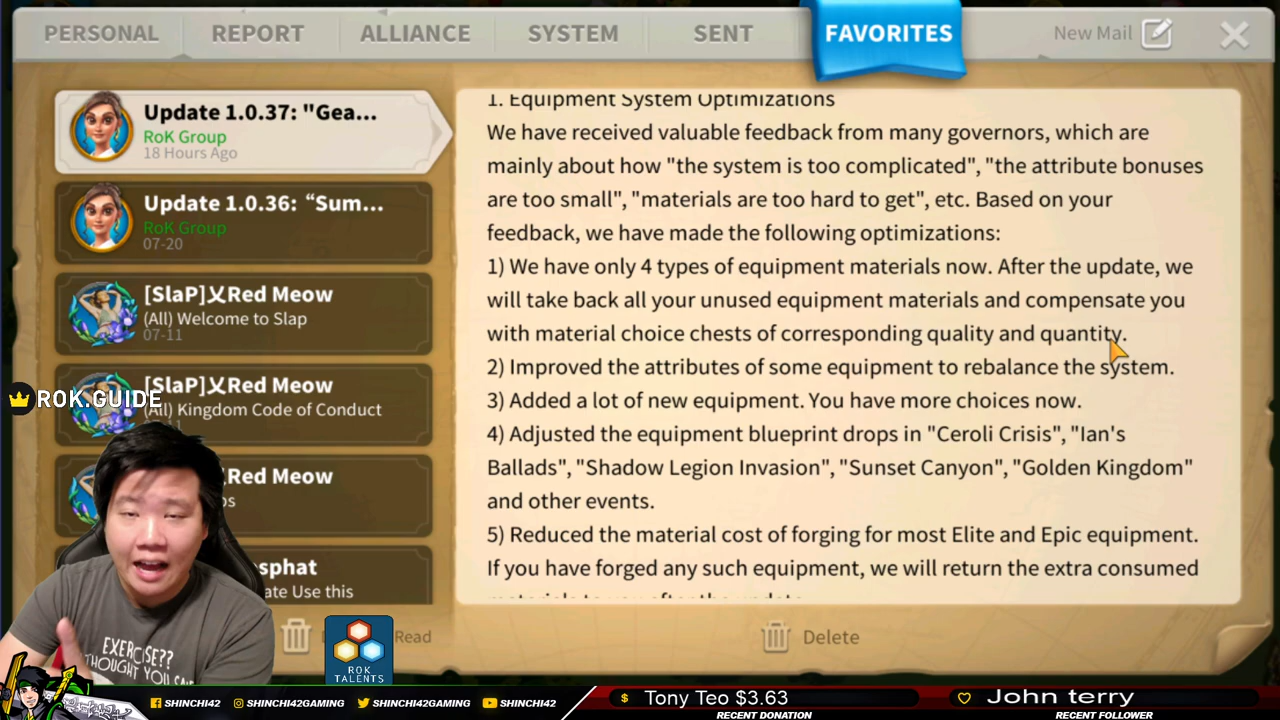 PERSONAL
REPORT
ALLIANCE
SYSTEM
SENT
FAVORITES
New Mail
Update 1.0.37: "Gea...
RoK Group
18 Hours Ago
Update 1.0.36: “Sum...
RoK Group
07-20
[SlaP]乂Red Meow
(All) Welcome to Slap
07-11
[SlaP]乂Red Meow
(All) Kingdom Code of Conduct
Red Meow
1. Equipment System Optimizations
We have received valuable feedback from many governors, which are
mainly about how "the system is too complicated", "the attribute bonuses
are too small", "materials are too hard to get", etc. Based on your
feedback, we have made the following optimizations:
1) We have only 4 types of equipment materials now. After the update, we
will take back all your unused equipment materials and compensate you
with material choice chests of corresponding quality and quantity.
2) Improved the attributes of some equipment to rebalance the system.
3) Added a lot of new equipment. You have more choices now.
4) Adjusted the equipment blueprint drops in "Ceroli Crisis", "Ian's
Ballads", "Shadow Legion Invasion", "Sunset Canyon", "Golden Kingdom"
and other events.
5) Reduced the material cost of forging for most Elite and Epic equipment.
If you have forged any such equipment, we will return the extra consumed
materials to you after the update.
Use this
Read
Delete
ROK.GUIDE
EXERCISE??
THOUGHT YOU SAID
ROK
TALENTS
SHINCHI42
SHINCHI42GAMING
SHINCHI42GAMING
SHINCHI42
$ Tony Teo $3.63
RECENT DONATION
John terry
RECENT FOLLOWER